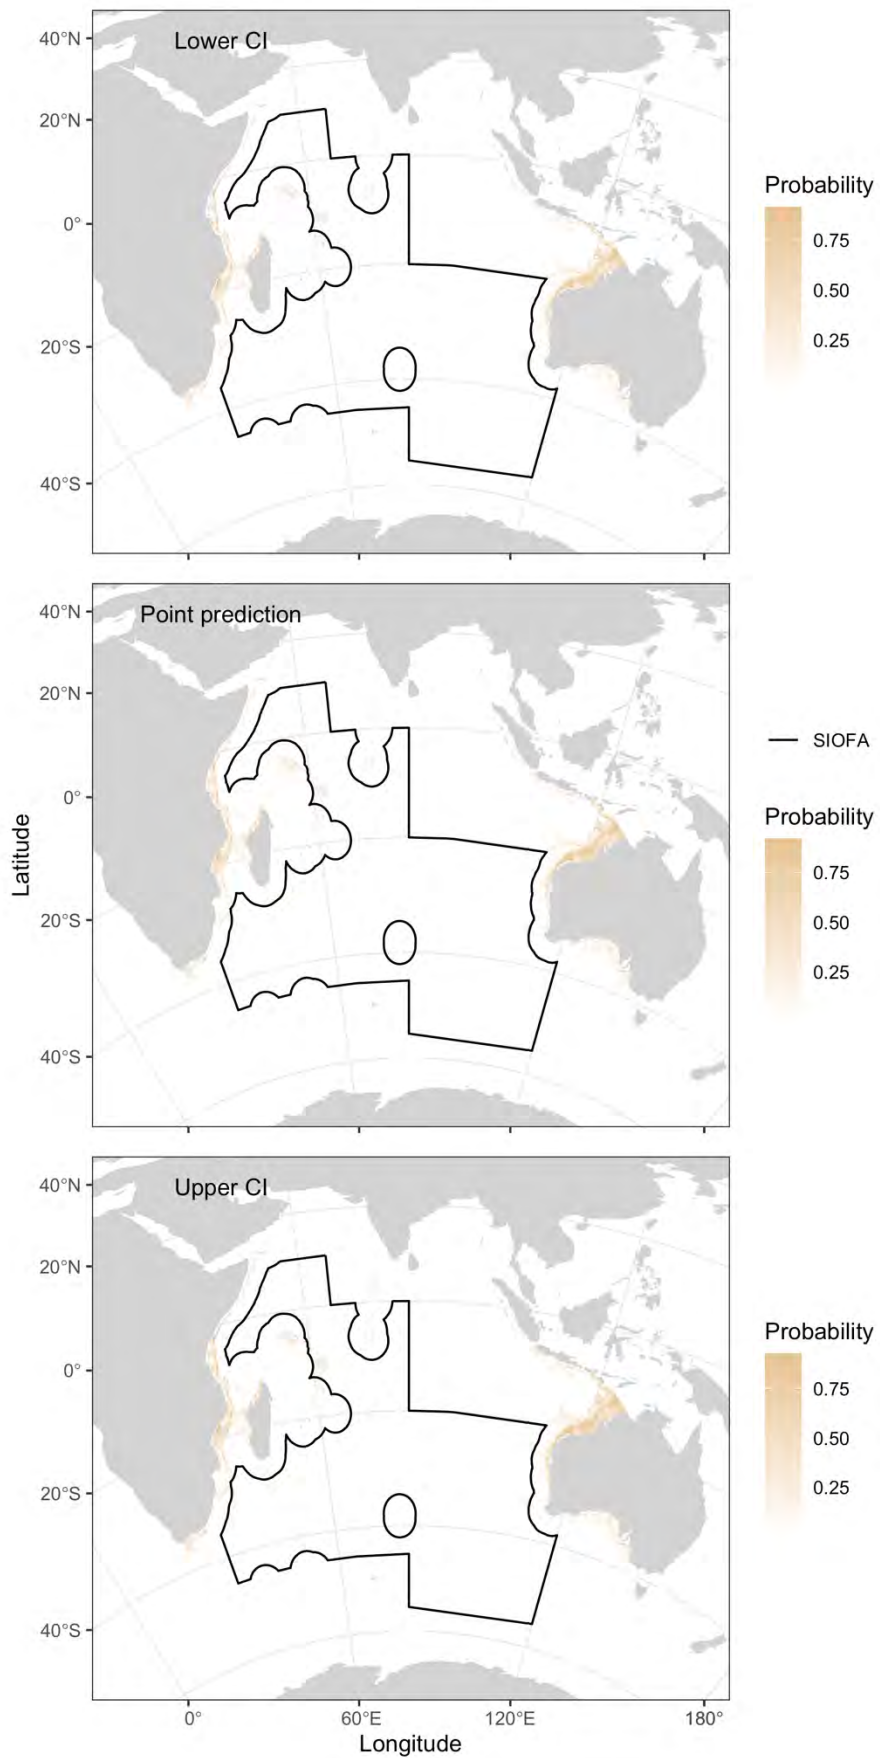 Lower CI
40°N
20°N
0°
20°S
40°S
Probability
0.75
0.50
0.25
Point prediction
40°N
20°N
0°
20°S
40°S
Latitude
SIOFA
Probability
0.75
0.50
0.25
Upper CI
40°N
20°N
0°
20°S
40°S
Probability
0.75
0.50
0.25
0°
60°E
120°E
180°
Longitude